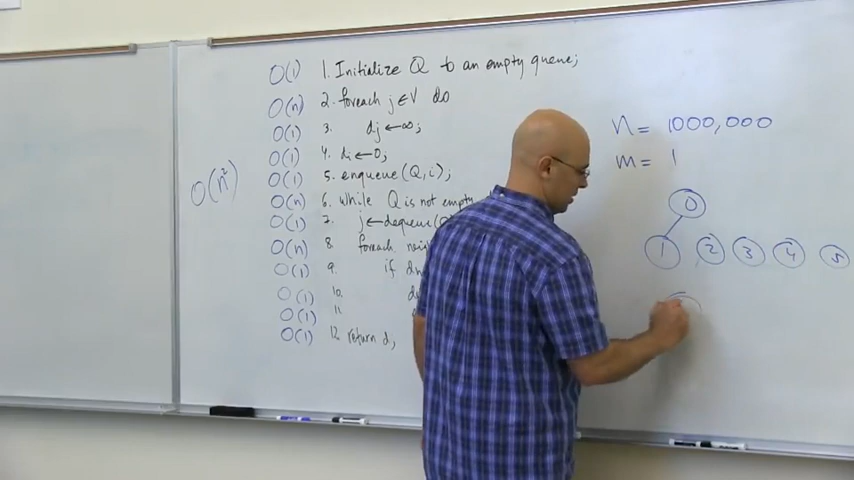 O(1) 1. Initialize Q to an empty queue;
O(n) 2. foreach j∈V do
O(1) 3. dj←∞;
O(1) 4. di←0;
O(1) 5. enqueue(Q,i);
O(n) 6. while Q is not empty
O(1) 7. j←dequeue(
O(n) 8. foreach
O(1) 9. if
O(1) 10.
O(1) 11.
O(1) 12. return d;
O(n²)
n = 1000,000
m = 1
0
1 2 3 4 5